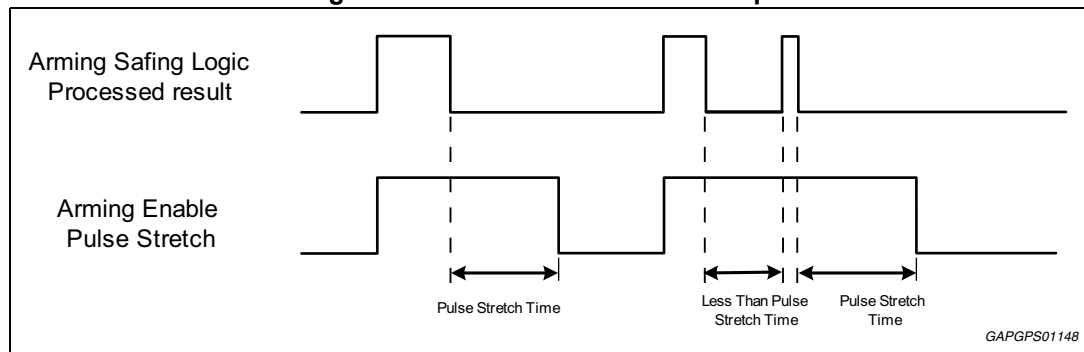 Arming Safing Logic
Processed result
Arming Enable
Pulse Stretch
Pulse Stretch Time
Less Than Pulse
Stretch Time
Pulse Stretch
Time
GAPGPS01148